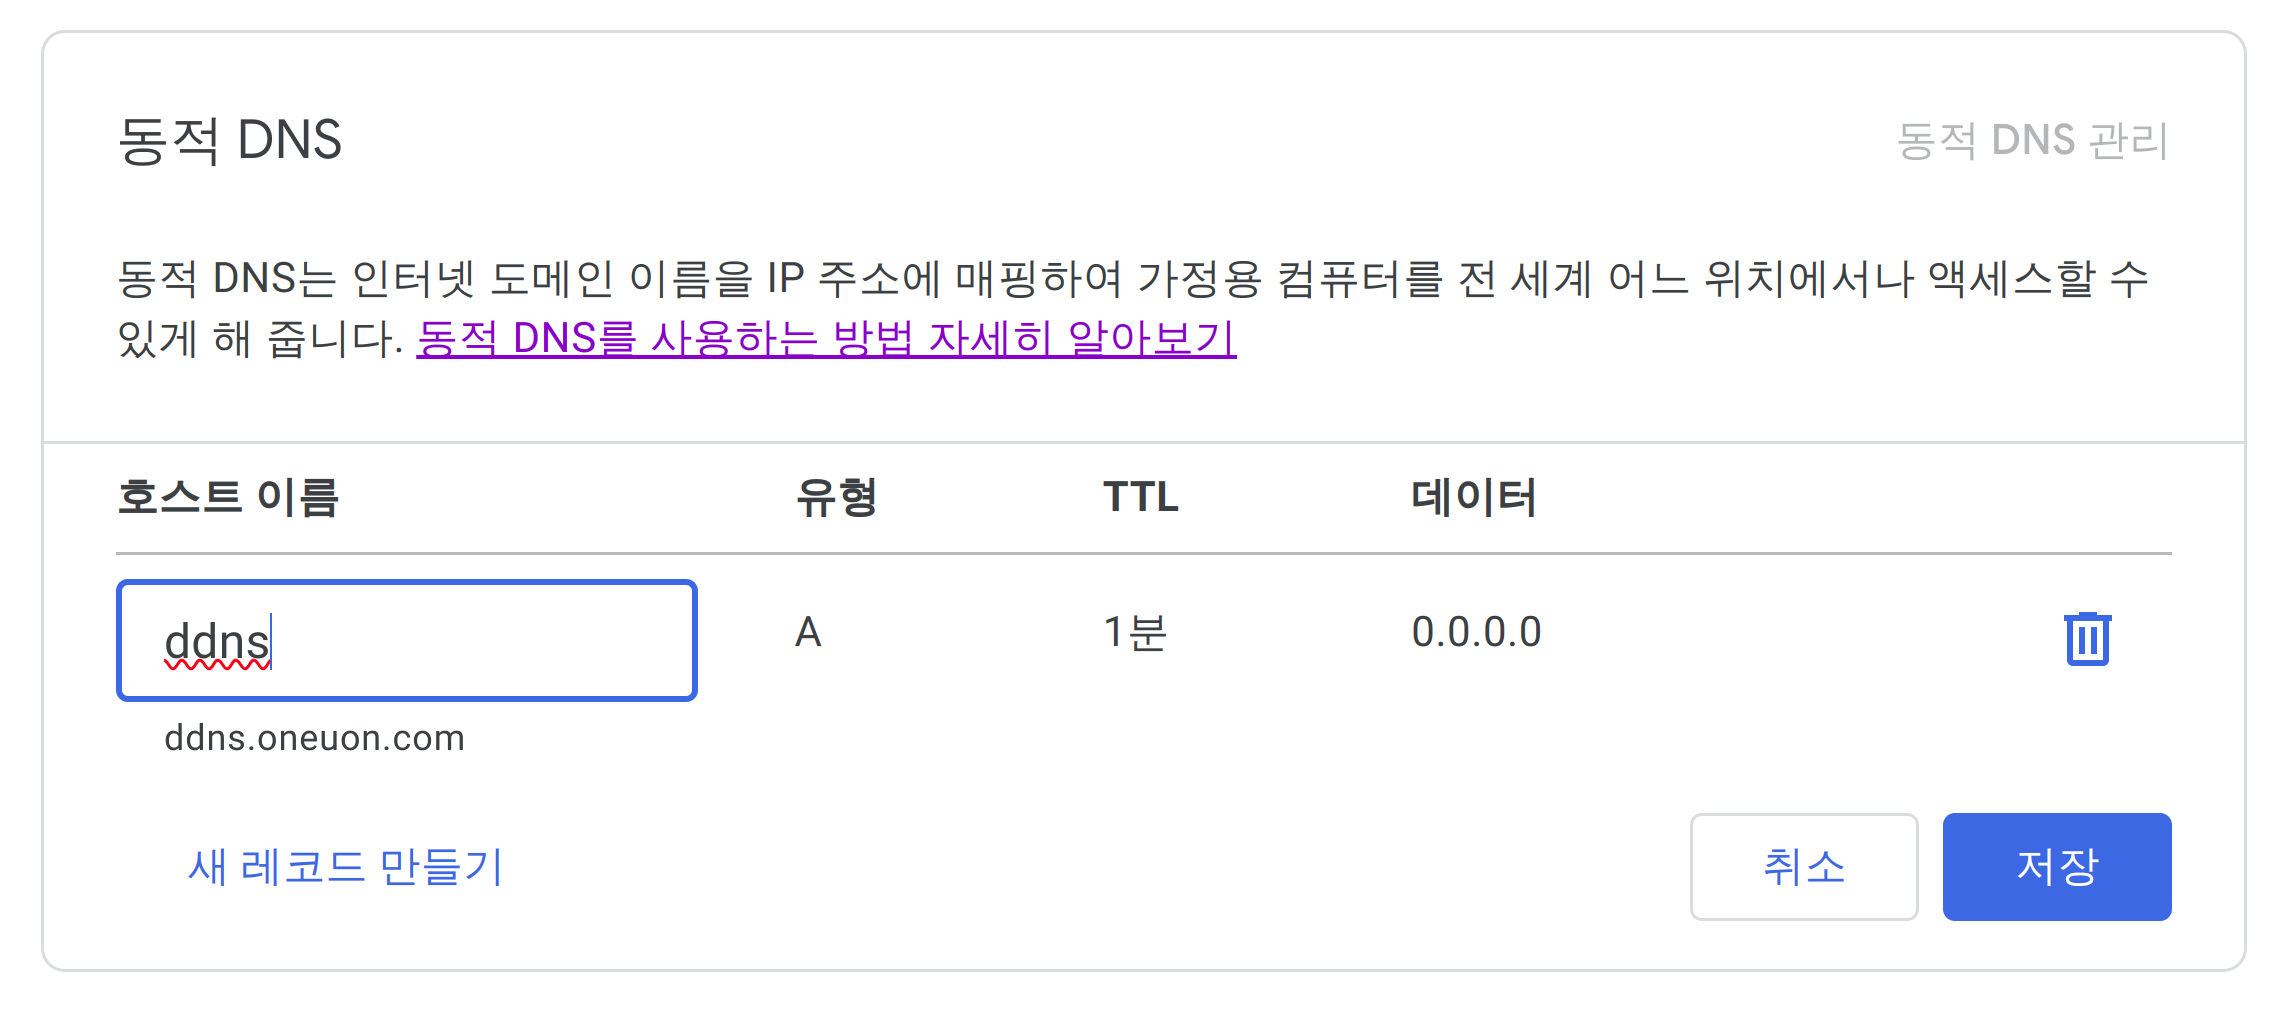 동적 DNS
동적 DNS 관리
동적 DNS는 인터넷 도메인 이름을 IP 주소에 매핑하여 가정용 컴퓨터를 전 세계 어느 위치에서나 액세스할 수
있게 해 줍니다. 동적 DNS를 사용하는 방법 자세히 알아보기
호스트 이름 유형 TTL 데이터
ddns A 1분 0.0.0.0
ddns.oneuon.com
새 레코드 만들기 취소 저장